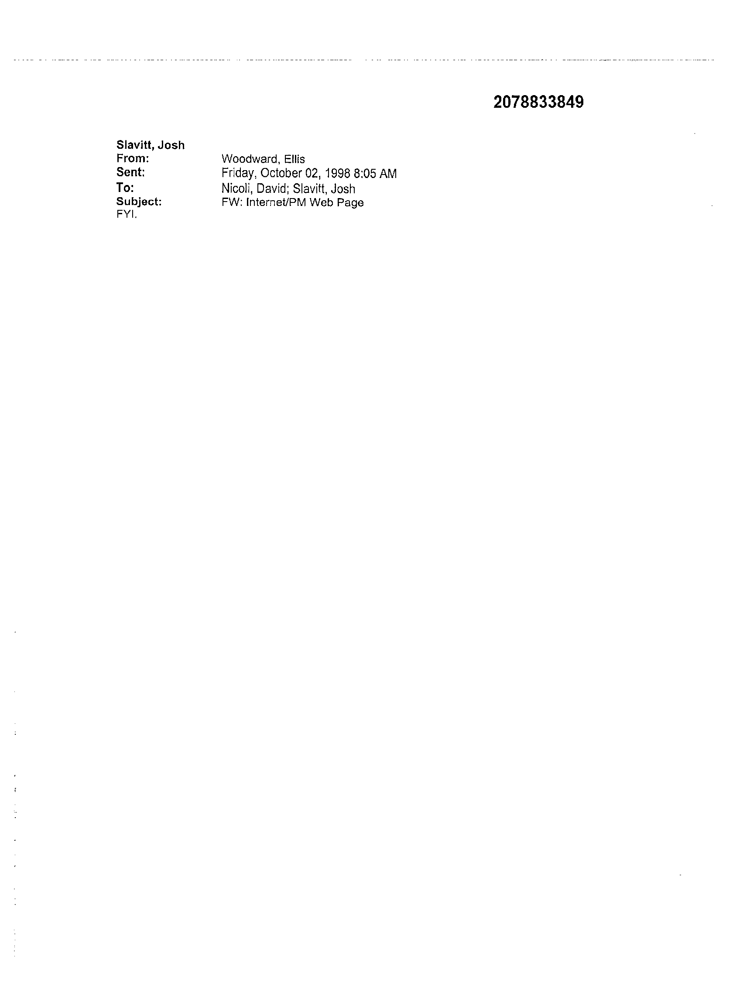 2078833849
Slavitt, Josh
From: Woodward, Ellis
Sent: Friday, October 02, 1998 8:05 AM
To: Nicoli, David; Slavitt, Josh
Subject: FW: Internet/PM Web Page
FYI.